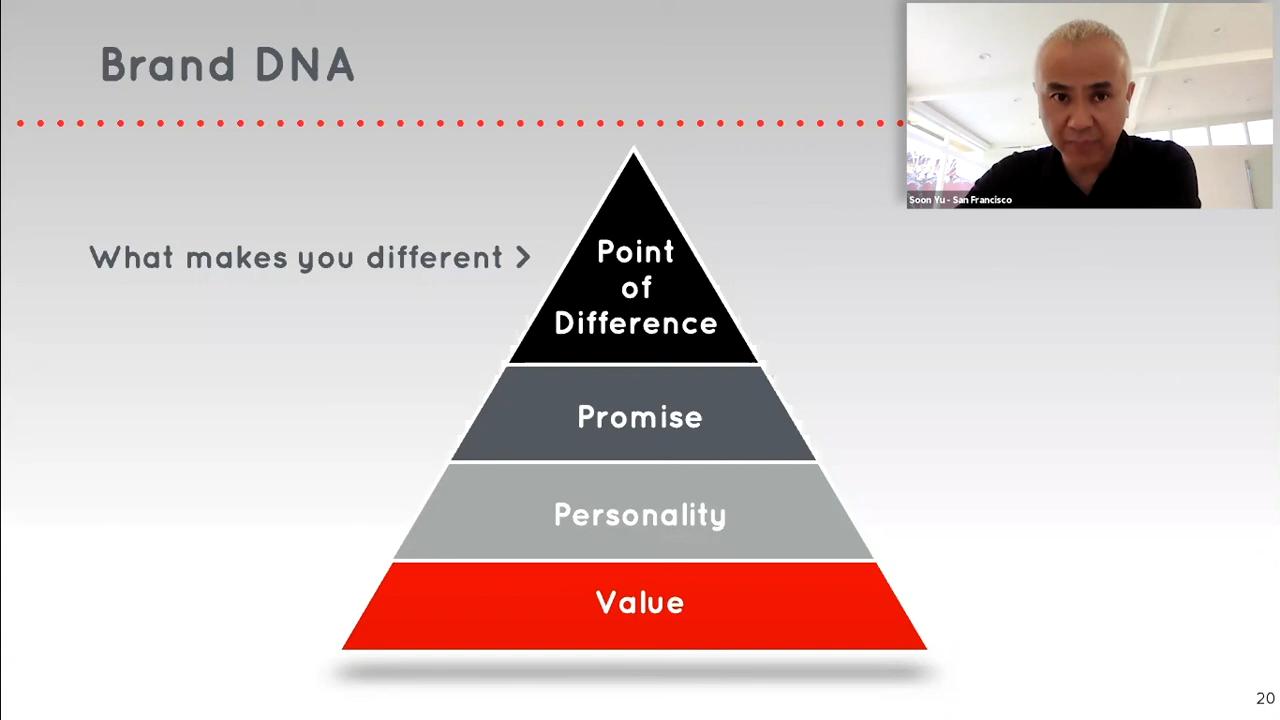 Brand DNA
Soon Yu - San Francisco
What makes you different >
Point
of
Difference
Promise
Personality
Value
20